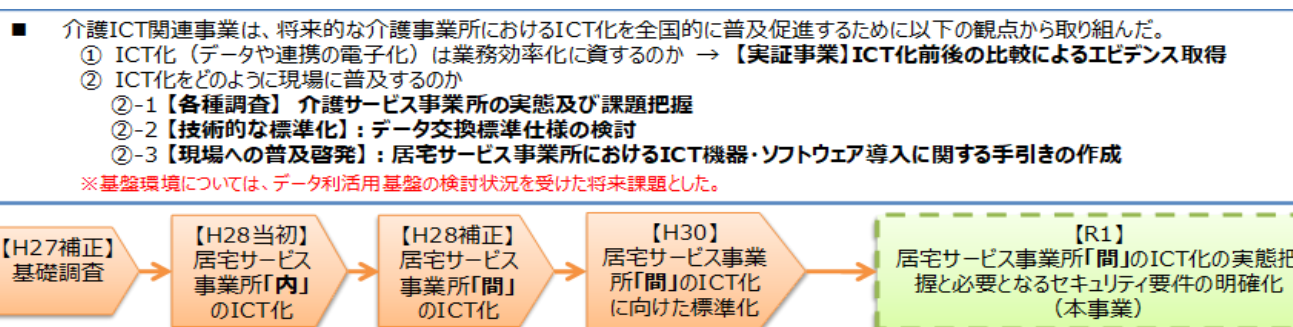 ■ 介護ICT関連事業は、将来的な介護事業所におけるICT化を全国的に普及促進するために以下の観点から取り組んだ。
① ICT化（データや連携の電子化）は業務効率化に資するのか → 【実証事業】ICT化前後の比較によるエビデンス取得
② ICT化をどのように現場に普及するのか
②-1【各種調査】 介護サービス事業所の実態及び課題把握
②-2【技術的な標準化】：データ交換標準仕様の検討
②-3【現場への普及啓発】：居宅サービス事業所におけるICT機器・ソフトウェア導入に関する手引きの作成
※基盤環境については、データ利活用基盤の検討状況を受けた将来課題とした。
【H27補正】
基礎調査
【H28当初】
居宅サービス
事業所「内」
のICT化
【H28補正】
居宅サービス
事業所「間」
のICT化
【H30】
居宅サービス事業
所「間」のICT化
に向けた標準化
【R1】
居宅サービス事業所「間」のICT化の実態把
握と必要となるセキュリティ要件の明確化
（本事業）